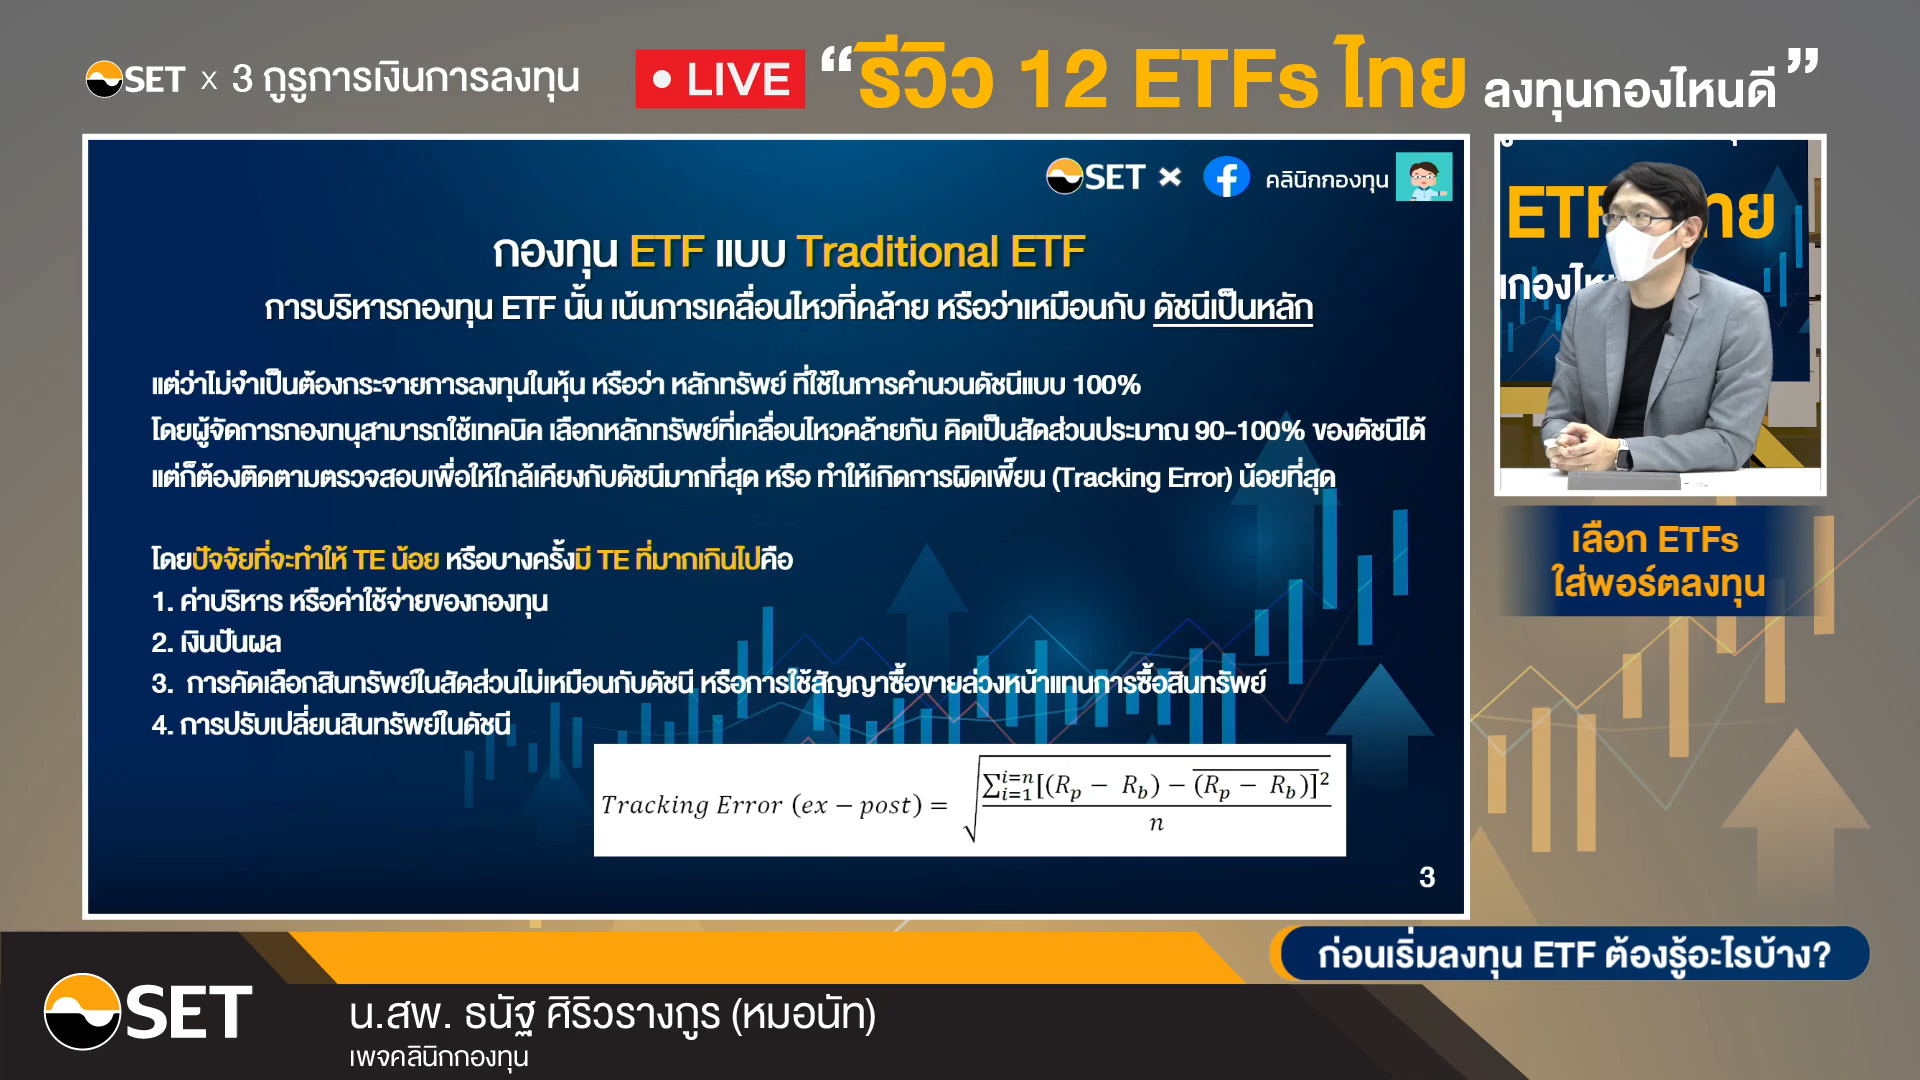 SET x 3 กูรูการเงินการลงทุน
LIVE
“รีวิว 12 ETFs ไทย ลงทุนกองไหนดี”
SET × f คลินิกกองทุน
กองทุน ETF แบบ Traditional ETF
การบริหารกองทุน ETF นั้น เน้นการเคลื่อนไหวที่คล้าย หรือว่าเหมือนกับ ดัชนีเป็นหลัก
แต่ว่าไม่จำเป็นต้องกระจายการลงทุนในหุ้น หรือว่า หลักทรัพย์ ที่ใช้ในการคำนวนดัชนีแบบ 100%
โดยผู้จัดการกองทนุสามารถใช้เทคนิค เลือกหลักทรัพย์ที่เคลื่อนไหวคล้ายกัน คิดเป็นสัดส่วนประมาณ 90-100% ของดัชนีได้
แต่ก็ต้องติดตามตรวจสอบเพื่อให้ใกล้เคียงกับดัชนีมากที่สุด หรือ ทำให้เกิดการผิดเพี้ยน (Tracking Error) น้อยที่สุด
โดยปัจจัยที่จะทำให้ TE น้อย หรือบางครั้งมี TE ที่มากเกินไปคือ
1. ค่าบริหาร หรือค่าใช้จ่ายของกองทุน
2. เงินปันผล
3. การคัดเลือกสินทรัพย์ในสัดส่วนไม่เหมือนกับดัชนี หรือการใช้สัญญาซื้อขายล่วงหน้าแทนการซื้อสินทรัพย์
4. การปรับเปลี่ยนสินทรัพย์ในดัชนี
Tracking Error (ex − post) = √(∑_{i=1}^{i=n}[(R_p − R_b) − \overline{(R_p − R_b)}]² / n)
3
ETF ไทย
กองไห
เลือก ETFs
ใส่พอร์ตลงทุน
ก่อนเริ่มลงทุน ETF ต้องรู้อะไรบ้าง?
SET
น.สพ. ธนัฐ ศิริวรางกูร (หมอนัท)
เพจคลินิกกองทุน